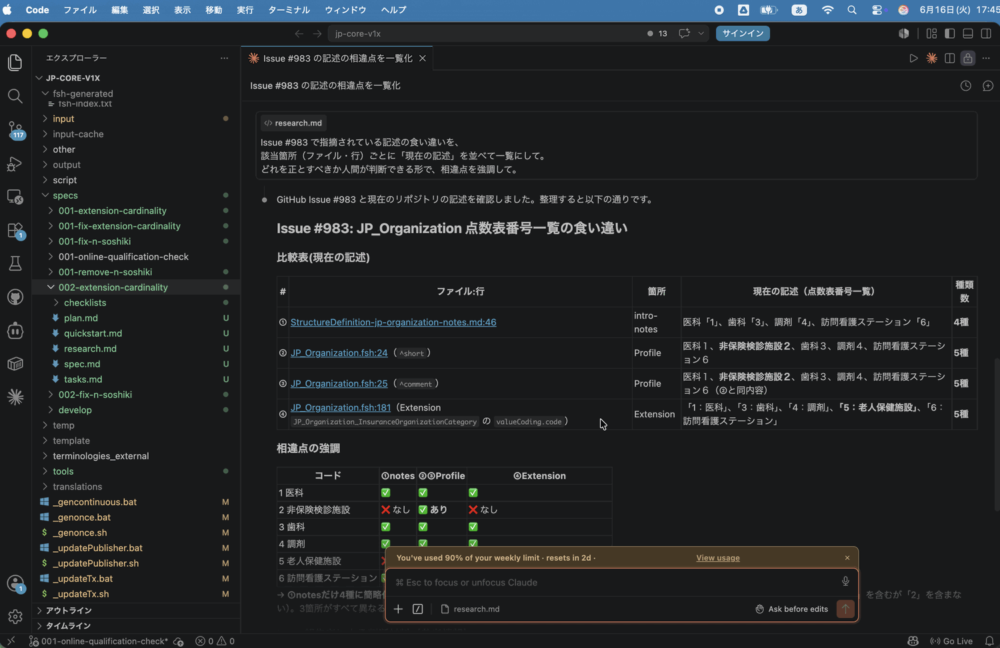 Code ファイル 編集 選択 表示 移動 実行 ターミナル ウィンドウ ヘルプ あ 6月16日(火) 17:45
jp-core-v1x 13 サインイン
エクスプローラー
Issue #983 の記述の相違点を一覧化
JP-CORE-V1X
Issue #983 の記述の相違点を一覧化
fsh-generated
fsh-index.txt
input
input-cache
other
output
script
specs
001-extension-cardinality
001-fix-extension-cardinality
001-fix-n-soshiki
001-online-qualification-check
001-remove-n-soshiki
002-extension-cardinality
checklists
plan.md U
quickstart.md U
research.md U
spec.md U
tasks.md U
002-fix-n-soshiki
develop
temp
template
terminologies_external
tools
translations
_gencontinuous.bat M
_genonce.bat M
_genonce.sh M
_updatePublisher.bat M
_updatePublisher.sh M
_updateTx.bat M
_updateTx.sh M
アウトライン
タイムライン
117
1
1
research.md
Issue #983 で指摘されている記述の食い違いを、
該当箇所（ファイル・行）ごとに「現在の記述」を並べて一覧にして。
どれを正とすべきか人間が判断できる形で、相違点を強調して。
GitHub Issue #983 と現在のリポジトリの記述を確認しました。整理すると以下の通りです。
Issue #983: JP_Organization 点数表番号一覧の食い違い
比較表(現在の記述)
# ファイル:行 箇所 現在の記述（点数表番号一覧） 種類数
① StructureDefinition-jp-organization-notes.md:46 intro-notes 医科「1」、歯科「3」、調剤「4」、訪問看護ステーション「6」 4種
② JP_Organization.fsh:24 （^short） Profile 医科１、非保険検診施設２、歯科３、調剤４、訪問看護ステーション６ 5種
③ JP_Organization.fsh:25 （^comment） Profile 医科１、非保険検診施設２、歯科３、調剤４、訪問看護ステーション６（②と同内容） 5種
④ JP_Organization.fsh:181 （Extension JP_Organization_InsuranceOrganizationCategory の valueCoding.code） Extension 「1：医科」、「3：歯科」、「4：調剤」、「5：老人保健施設」、「6：訪問看護ステーション」 5種
相違点の強調
コード ①notes ②③Profile ④Extension
1 医科 ✅ ✅ ✅
2 非保険検診施設 ❌ なし ✅ あり ❌ なし
3 歯科 ✅ ✅ ✅
4 調剤 ✅ ✅ ✅
5 老人保健施設
6 訪問看護ステーション
→ ①notesだけ4種に簡略 を含むが「2」を含まな
い）。3箇所がすべて異なる
You've used 90% of your weekly limit · resets in 2d · View usage
⌘ Esc to focus or unfocus Claude
research.md Ask before edits
001-online-qualification-check* 0 0 Go Live